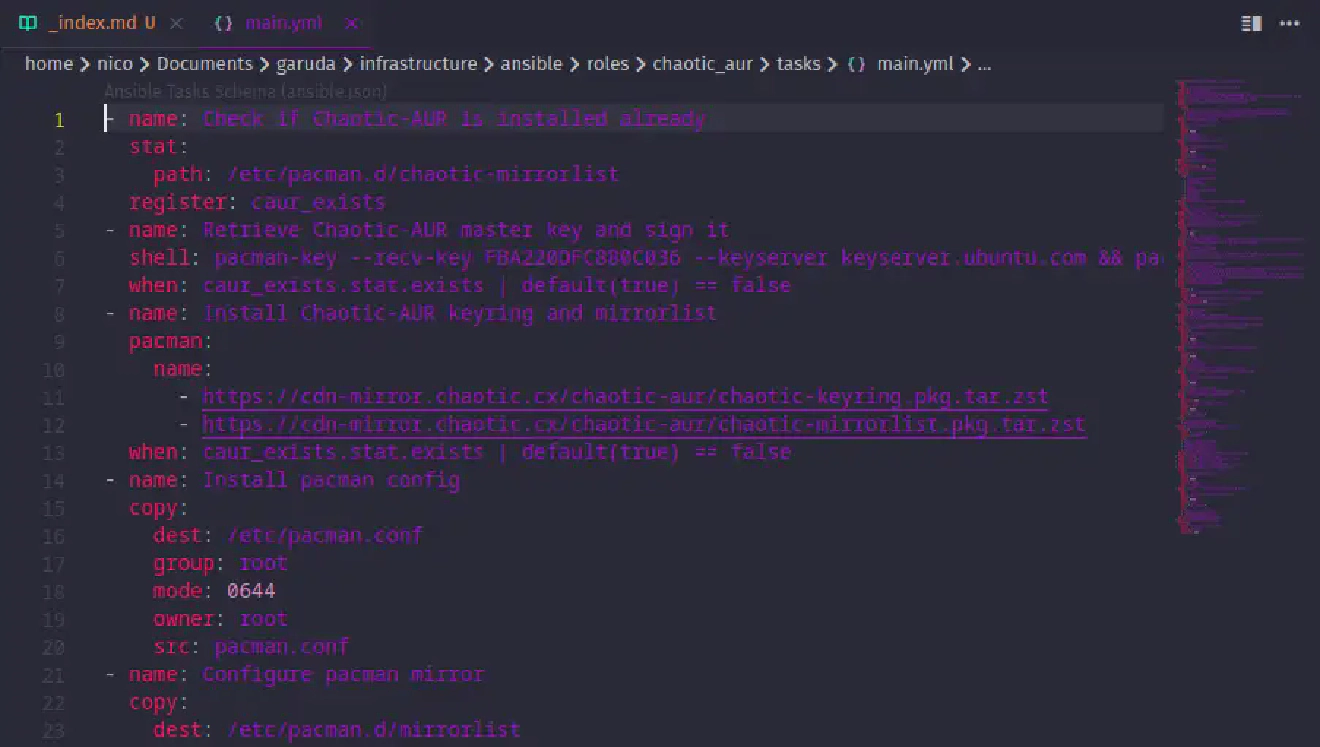 _index.md U
{} main.yml
home > nico > Documents > garuda > infrastructure > ansible > roles > chaotic_aur > tasks > {} main.yml > ...
Ansible Tasks Schema (ansible.json)
1 - name: Check if Chaotic-AUR is installed already
2 stat:
3 path: /etc/pacman.d/chaotic-mirrorlist
4 register: caur_exists
5 - name: Retrieve Chaotic-AUR master key and sign it
6 shell: pacman-key --recv-key FBA220DFC880C036 --keyserver keyserver.ubuntu.com && pa
7 when: caur_exists.stat.exists | default(true) == false
8 - name: Install Chaotic-AUR keyring and mirrorlist
9 pacman:
10 name:
11 - https://cdn-mirror.chaotic.cx/chaotic-aur/chaotic-keyring.pkg.tar.zst
12 - https://cdn-mirror.chaotic.cx/chaotic-aur/chaotic-mirrorlist.pkg.tar.zst
13 when: caur_exists.stat.exists | default(true) == false
14 - name: Install pacman config
15 copy:
16 dest: /etc/pacman.conf
17 group: root
18 mode: 0644
19 owner: root
20 src: pacman.conf
21 - name: Configure pacman mirror
22 copy:
23 dest: /etc/pacman.d/mirrorlist